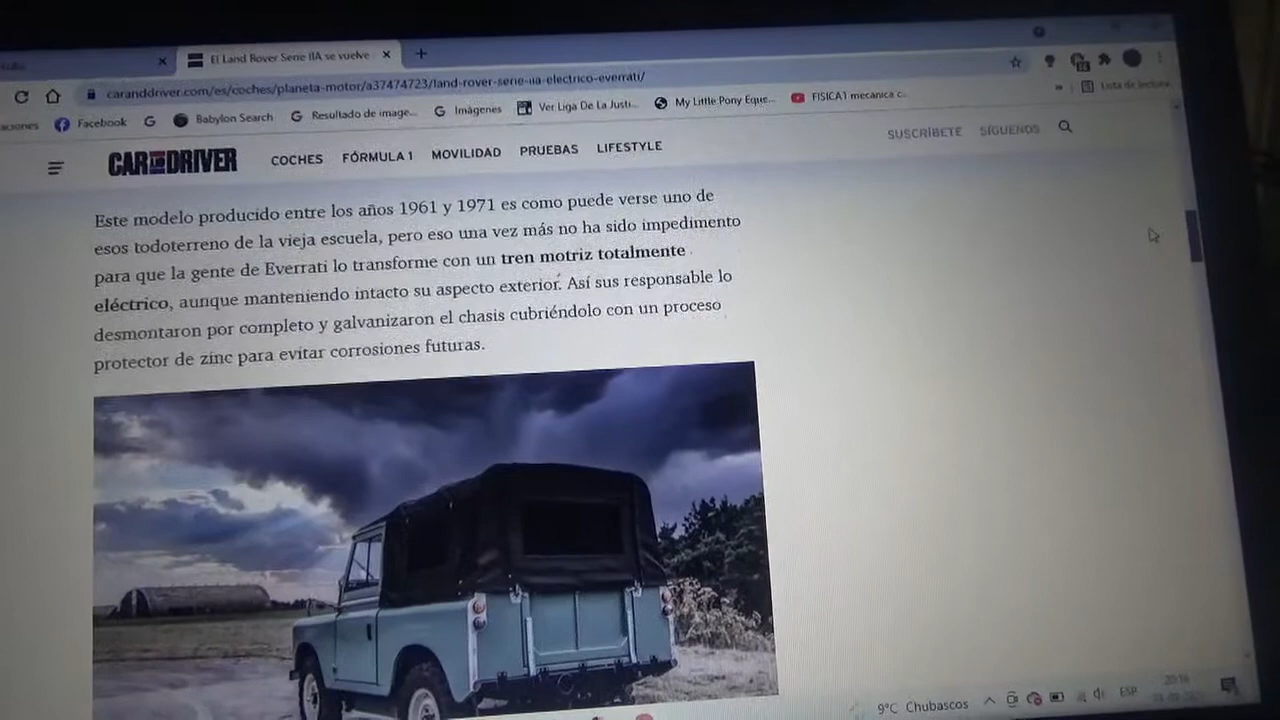 El Land Rover Serie IIA se vuelve
caranddriver.com/es/coches/planeta-motor/a37474723/land-rover-serie-iia-electrico-everrati/
Facebook
Babylon Search
Resultado de image...
Imágenes
Ver Liga De La Justi...
My Little Pony Eque...
FISICA1 mecanica c...
Lista de lectura
CAR AND DRIVER
COCHES FÓRMULA 1 MOVILIDAD PRUEBAS LIFESTYLE
SUSCRÍBETE SÍGUENOS
Este modelo producido entre los años 1961 y 1971 es como puede verse uno de
esos todoterreno de la vieja escuela, pero eso una vez más no ha sido impedimento
para que la gente de Everrati lo transforme con un tren motriz totalmente
eléctrico, aunque manteniendo intacto su aspecto exterior. Así sus responsable lo
desmontaron por completo y galvanizaron el chasis cubriéndolo con un proceso
protector de zinc para evitar corrosiones futuras.
9°C Chubascos
ESP